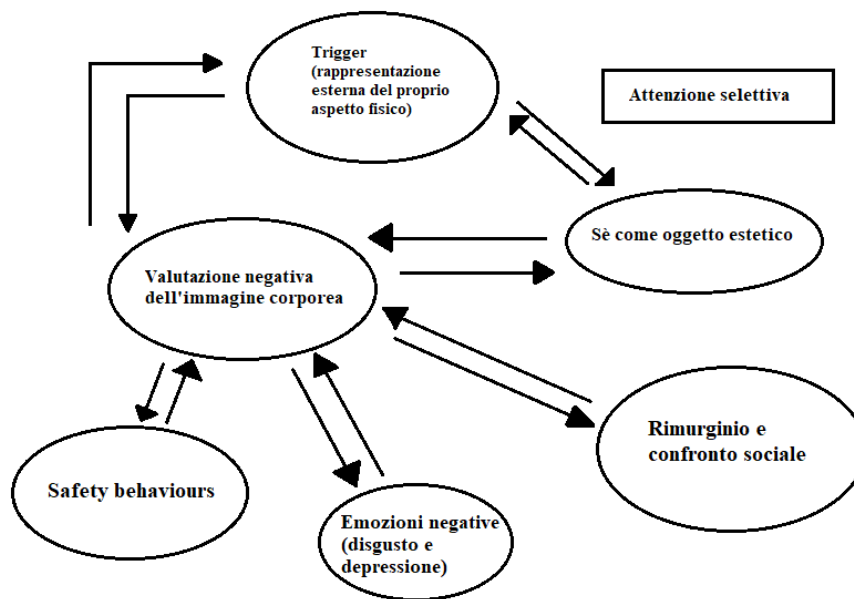 Trigger
(rappresentazione
esterna del proprio
aspetto fisico)
Attenzione selettiva
Sè come oggetto estetico
Valutazione negativa
dell'immagine corporea
Rimurginio e
confronto sociale
Safety behaviours
Emozioni negative
(disgusto e
depressione)